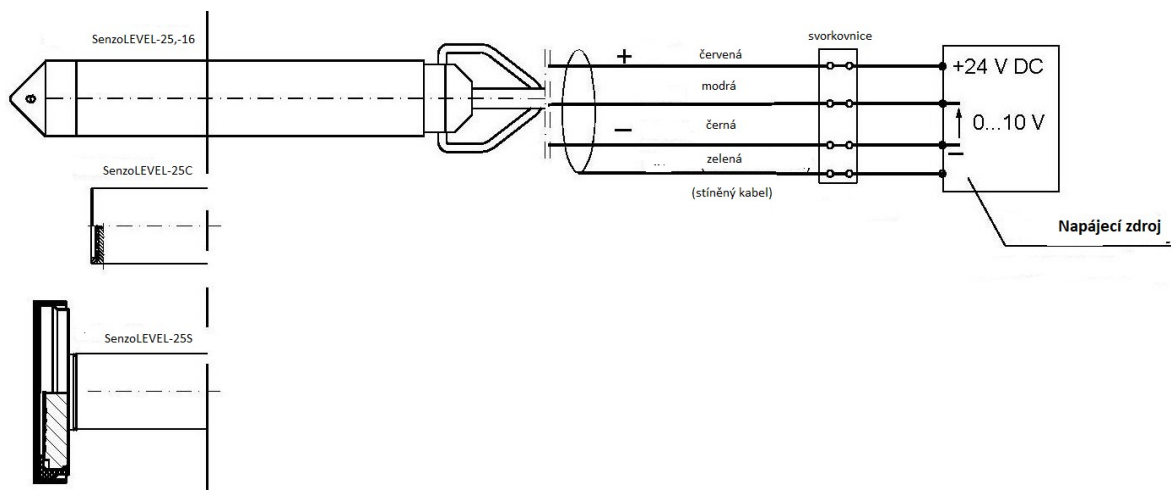 SenzoLEVEL-25,-16
svorkovnice
+
červená
+24 V DC
modrá
0...10 V
−
černá
−
zelená
(stíněný kabel)
SenzoLEVEL-25C
Napájecí zdroj
SenzoLEVEL-25S